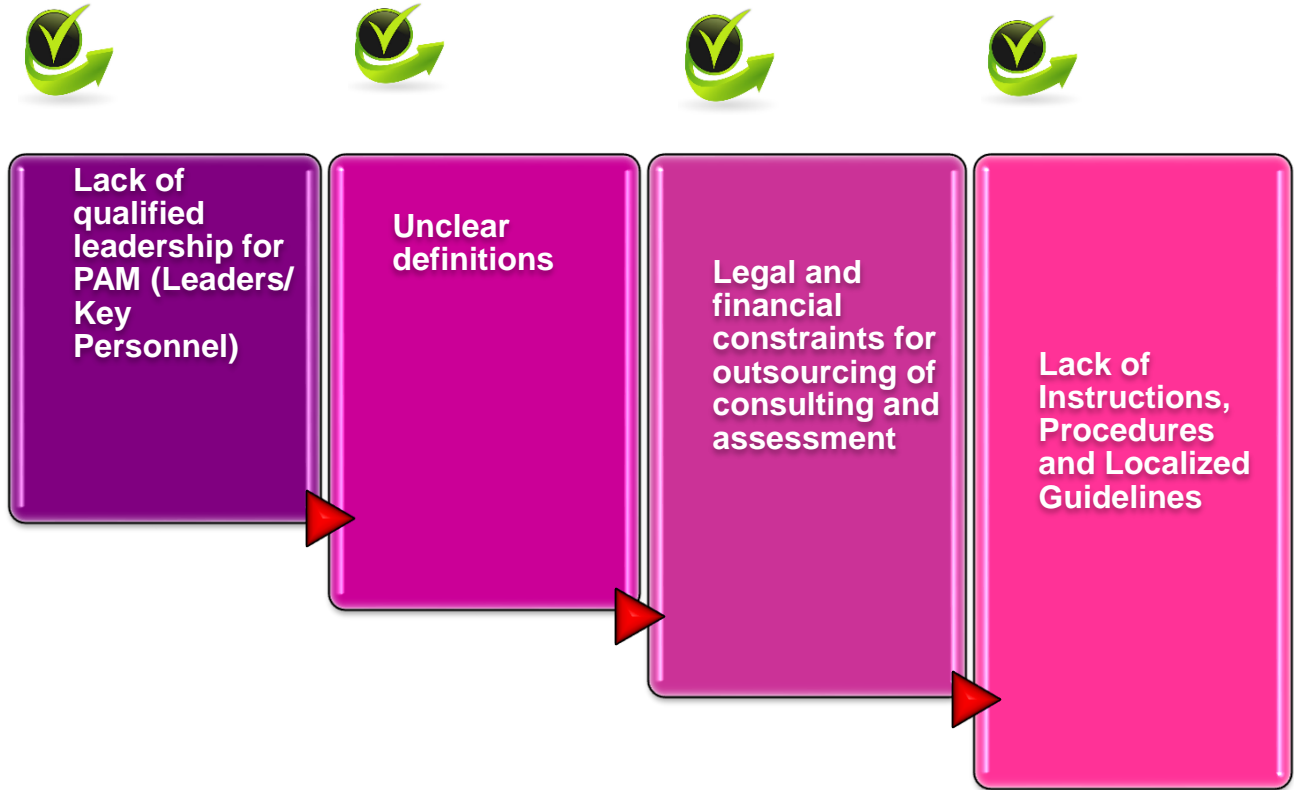 Lack of
qualified
leadership for
PAM (Leaders/
Key
Personnel)
Unclear
definitions
Legal and
financial
constraints for
outsourcing of
consulting and
assessment
Lack of
Instructions,
Procedures
and Localized
Guidelines